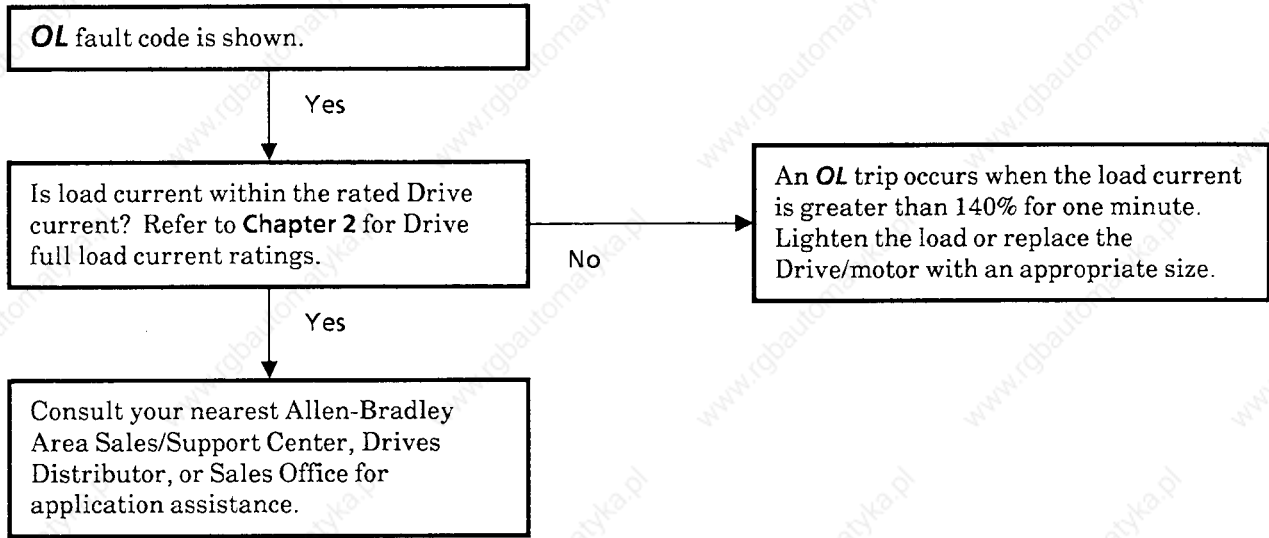 OL fault code is shown.
Yes
Is load current within the rated Drive
current? Refer to Chapter 2 for Drive
full load current ratings.
No
An OL trip occurs when the load current
is greater than 140% for one minute.
Lighten the load or replace the
Drive/motor with an appropriate size.
Yes
Consult your nearest Allen-Bradley
Area Sales/Support Center, Drives
Distributor, or Sales Office for
application assistance.
www.rgbautomatyka.pl